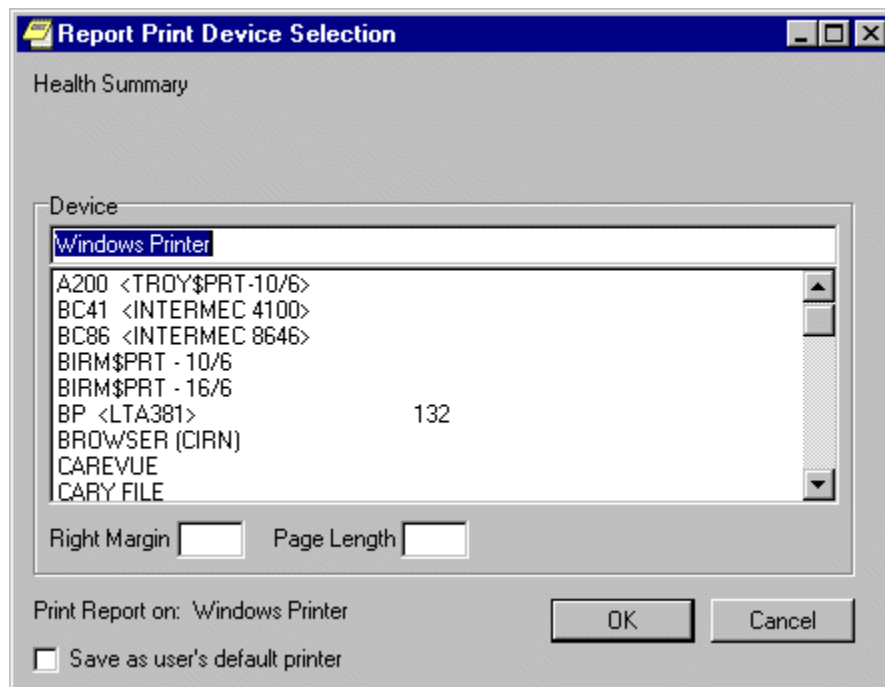 Report Print Device Selection
Health Summary
Device
Windows Printer
A200 <TROY$PRT-10/6>
BC41 <INTERMEC 4100>
BC86 <INTERMEC 8646>
BIRM$PRT - 10/6
BIRM$PRT - 16/6
BP <LTA381> 132
BROWSER (CIRN)
CAREVUE
CARY FILE
Right Margin Page Length
Print Report on: Windows Printer
OK Cancel
Save as user's default printer